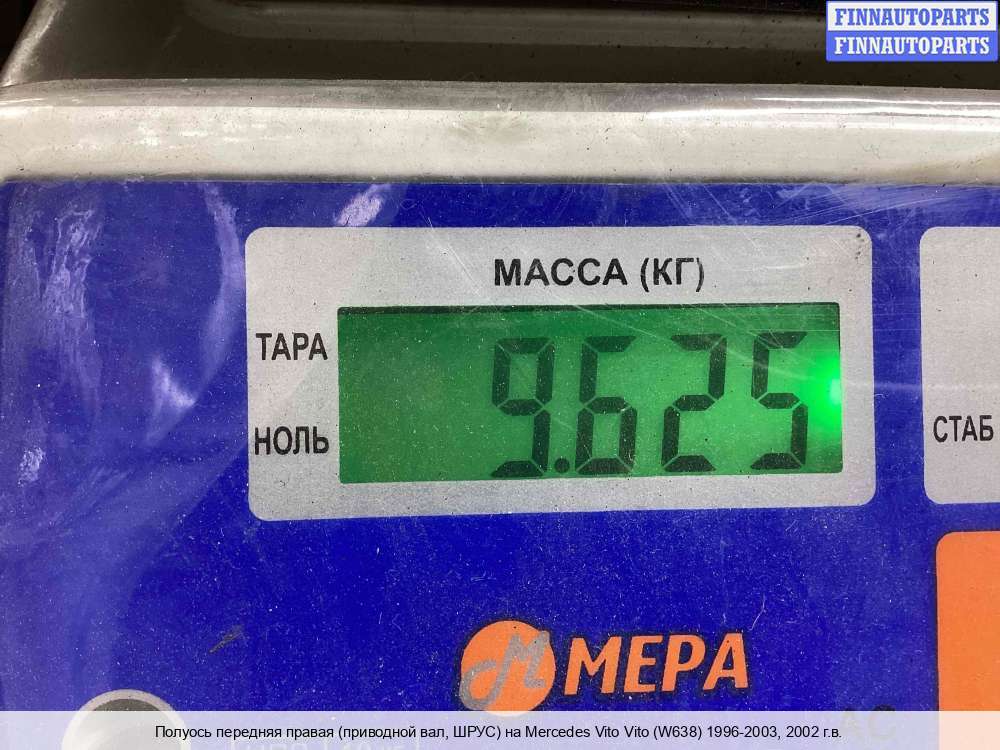 FINNAUTOPARTS
FINNAUTOPARTS
МАССА (КГ)
ТАРА
9.625
НОЛЬ
СТАБ
М МЕРА
АС
Полуось передняя правая (приводной вал, ШРУС) на Mercedes Vito Vito (W638) 1996-2003, 2002 г.в.